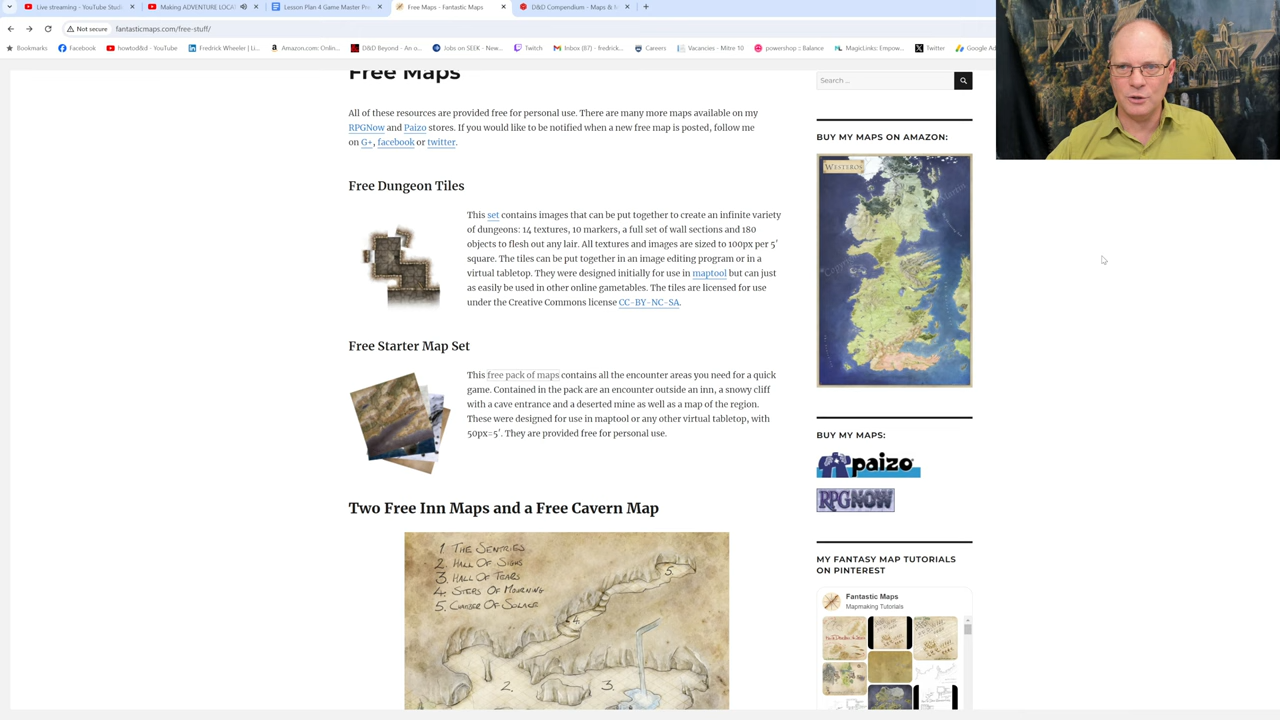 Live streaming - YouTube Studi
Making ADVENTURE LOCAT
Lesson Plan 4 Game Master Pre
Free Maps - Fantastic Maps
D&D Compendium - Maps & M
Not secure
fantasticmaps.com/free-stuff/
Bookmarks
Facebook
howtodd - YouTube
Fredrick Wheeler | Li...
Amazon.com: Onlin...
D&D Beyond - An o...
Jobs on SEEK - New...
Twitch
Inbox (87) - fredrick...
Careers
Vacancies - Mitre 10
powershop :: Balance
MagicLinks: Empow...
Twitter
Google Ad
Free Maps
All of these resources are provided free for personal use. There are many more maps available on my
RPGNow and Paizo stores. If you would like to be notified when a new free map is posted, follow me
on G+, facebook or twitter.
Free Dungeon Tiles
This set contains images that can be put together to create an infinite variety
of dungeons: 14 textures, 10 markers, a full set of wall sections and 180
objects to flesh out any lair. All textures and images are sized to 100px per 5′
square. The tiles can be put together in an image editing program or in a
virtual tabletop. They were designed initially for use in maptool but can just
as easily be used in other online gametables. The tiles are licensed for use
under the Creative Commons license CC-BY-NC-SA.
Free Starter Map Set
This free pack of maps contains all the encounter areas you need for a quick
game. Contained in the pack are an encounter outside an inn, a snowy cliff
with a cave entrance and a deserted mine as well as a map of the region.
These were designed for use in maptool or any other virtual tabletop, with
50px=5′. They are provided free for personal use.
Two Free Inn Maps and a Free Cavern Map
1. The Sentries
2. Hall Of Signs
3. Hall Of Tears
4. Steps Of Mourning
5. Chamber Of Solace
5.
4.
2.
3.
Search ...
BUY MY MAPS ON AMAZON:
WESTEROS
BUY MY MAPS:
paizo
RPGNOW
MY FANTASY MAP TUTORIALS
ON PINTEREST
Fantastic Maps
Mapmaking Tutorials